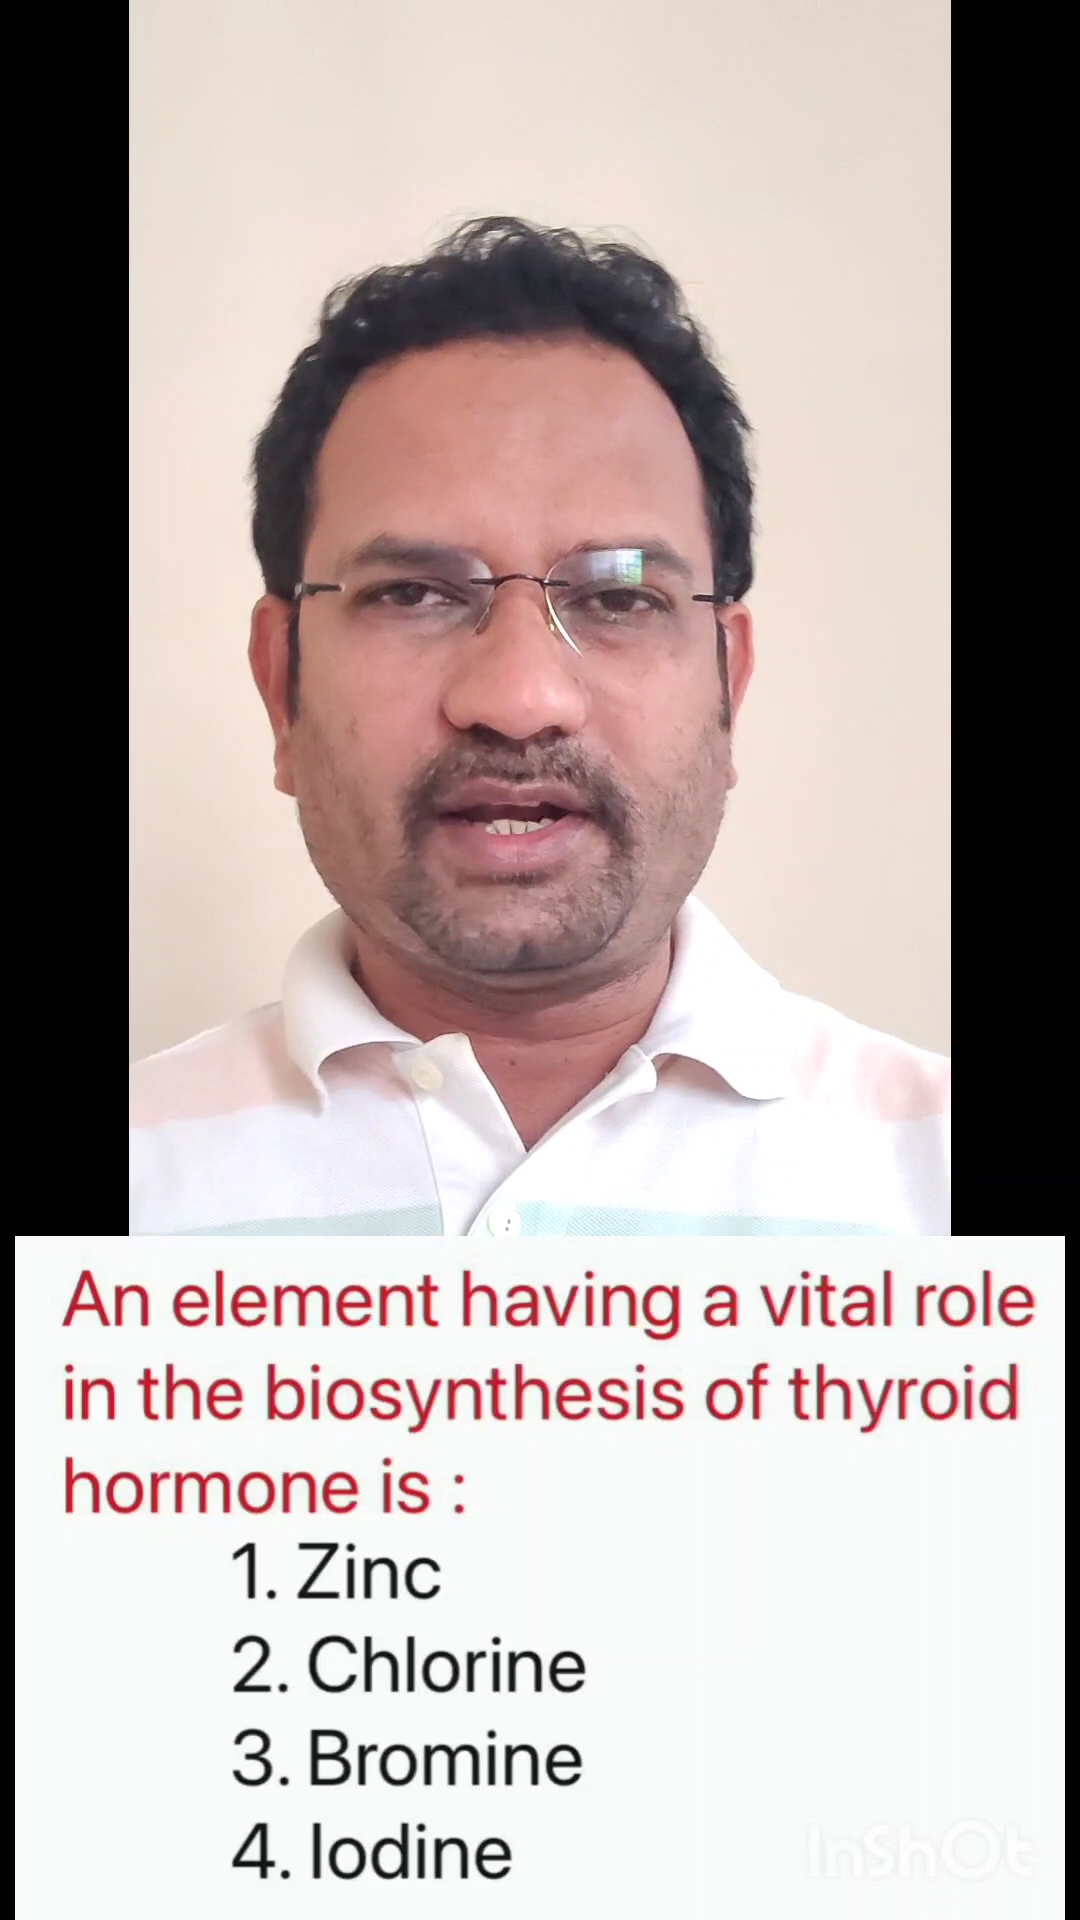 An element having a vital role
in the biosynthesis of thyroid
hormone is :
1. Zinc
2. Chlorine
3. Bromine
4. Iodine
InShOt